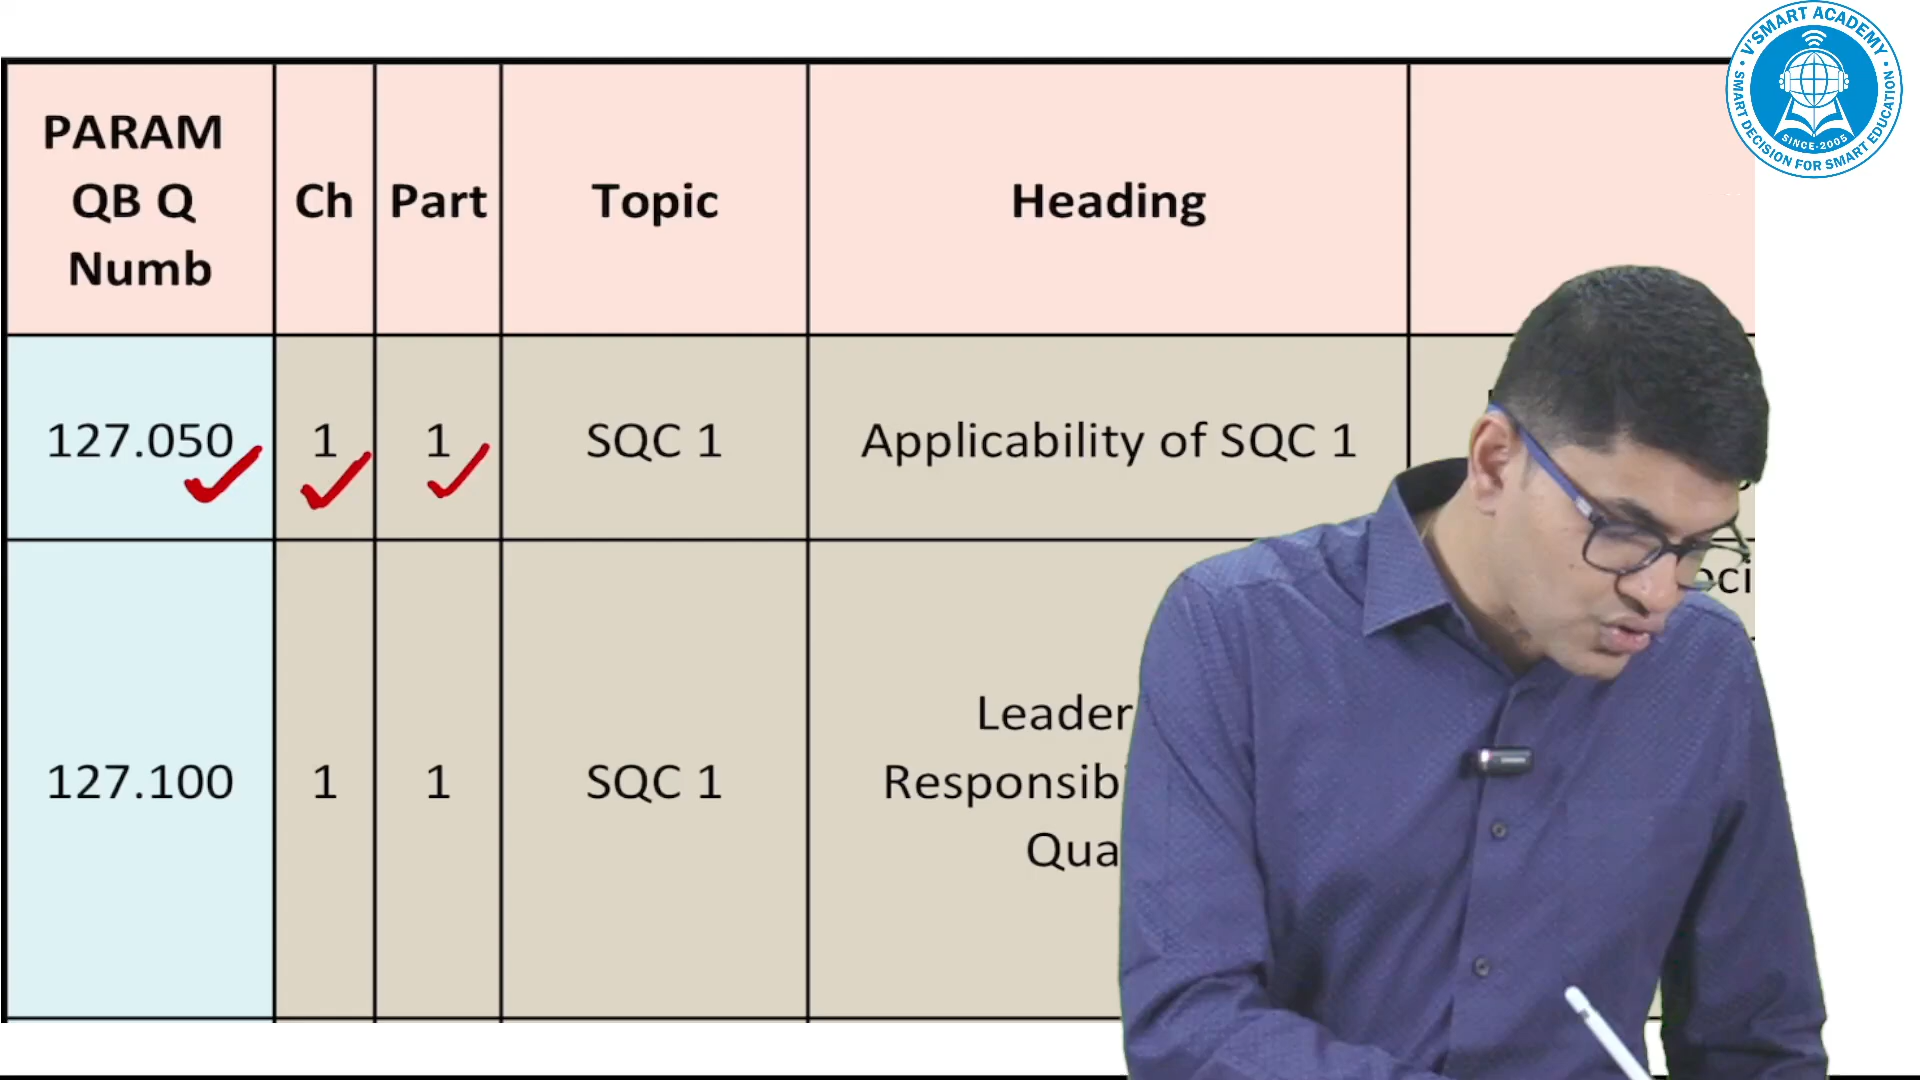 V'SMART ACADEMY
SMART DECISION FOR SMART EDUCATION
SINCE-2005
PARAM
QB Q
Numb
Ch
Part
Topic
Heading
127.050
1
1
SQC 1
Applicability of SQC 1
127.100
1
1
SQC 1
Leader
Responsib
Qua
oci